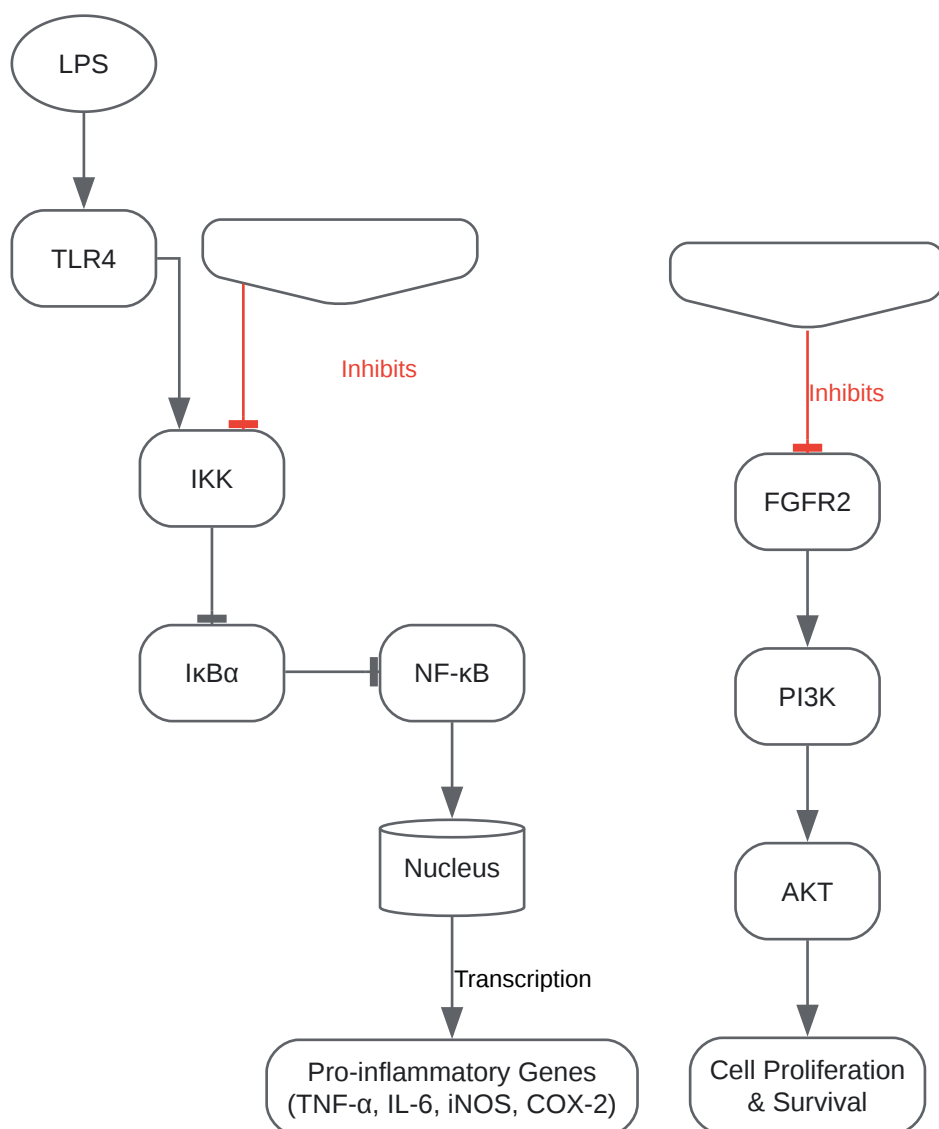 LPS
TLR4
Inhibits
IKK
IκBα
NF-κB
Nucleus
Transcription
Pro-inflammatory Genes
(TNF-α, IL-6, iNOS, COX-2)
Inhibits
FGFR2
PI3K
AKT
Cell Proliferation
& Survival